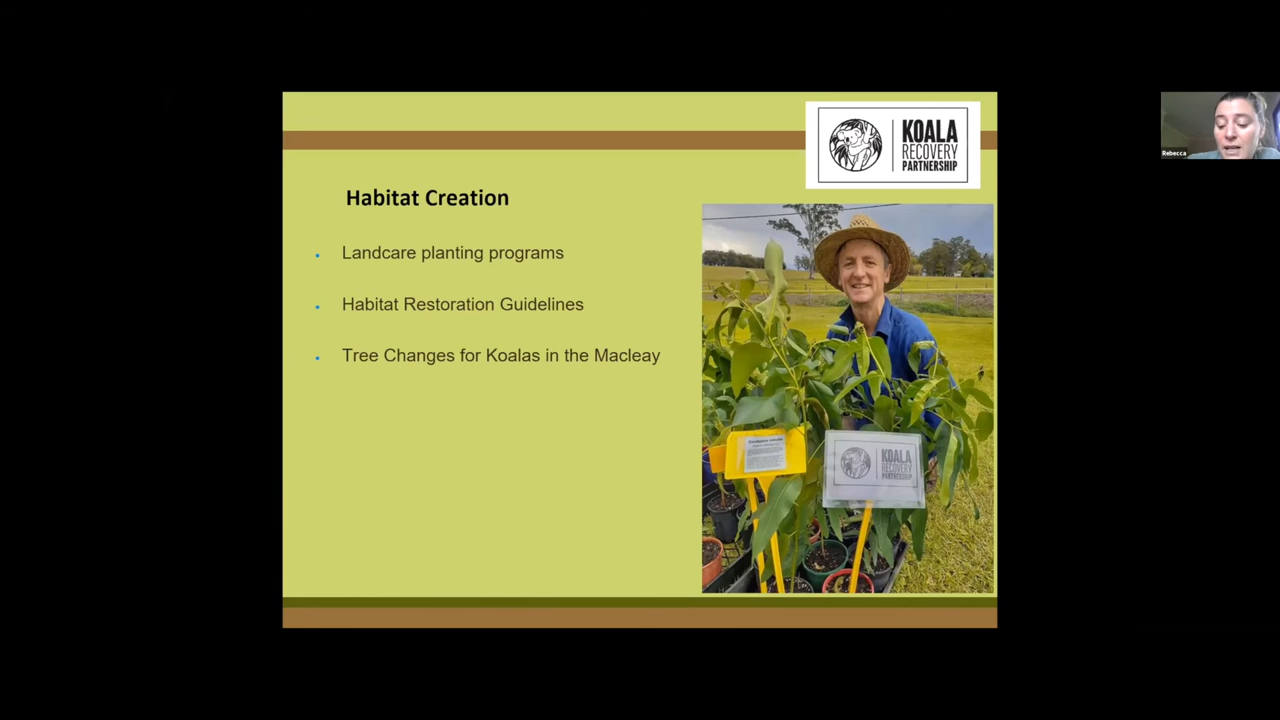 KOALA
RECOVERY
PARTNERSHIP
Rebecca
Habitat Creation
Landcare planting programs
Habitat Restoration Guidelines
Tree Changes for Koalas in the Macleay
KOALA
RECOVERY
PARTNERSHIP